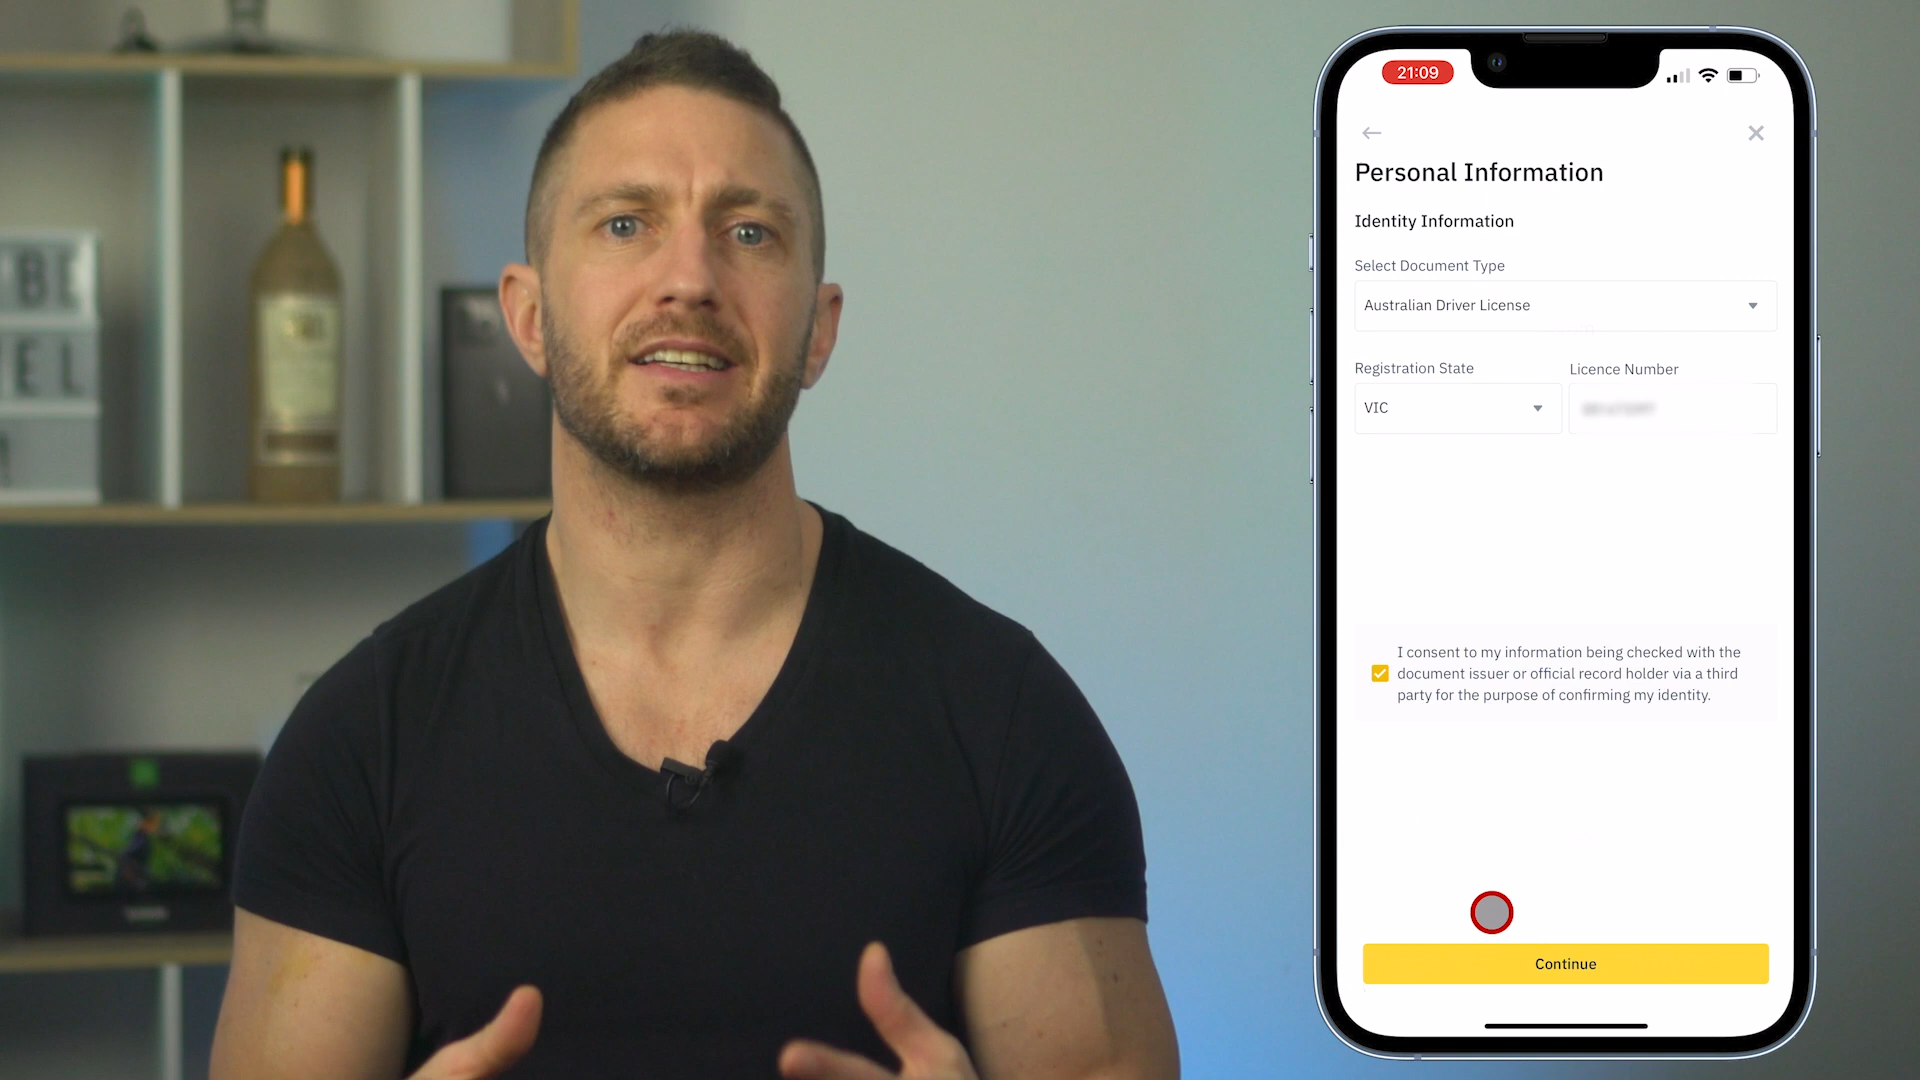 BE
EL
21:09
Personal Information
Identity Information
Select Document Type
Australian Driver License
Registration State
Licence Number
VIC
I consent to my information being checked with the
document issuer or official record holder via a third
party for the purpose of confirming my identity.
Continue